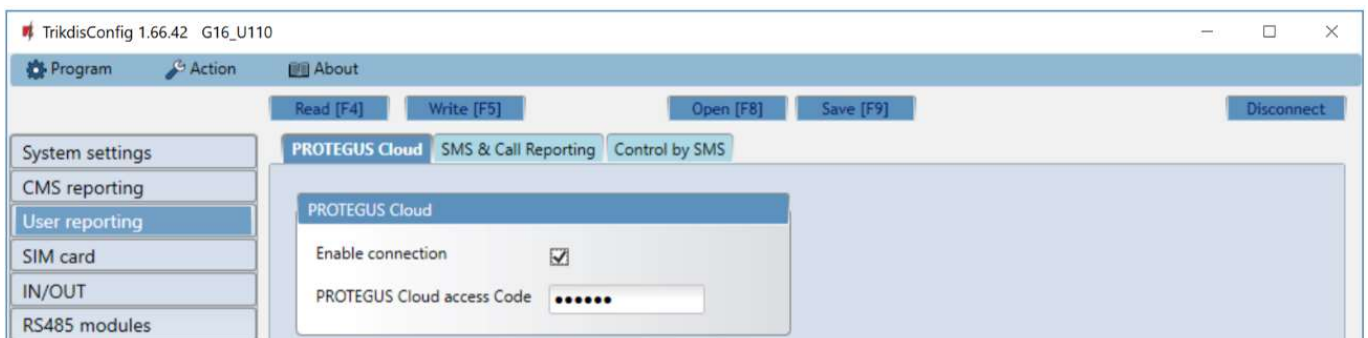 TrikdisConfig 1.66.42 G16_U110
Program Action About
Read [F4] Write [F5] Open [F8] Save [F9] Disconnect
System settings
CMS reporting
User reporting
SIM card
IN/OUT
RS485 modules
PROTEGUS Cloud SMS & Call Reporting Control by SMS
PROTEGUS Cloud
Enable connection
PROTEGUS Cloud access Code ••••••